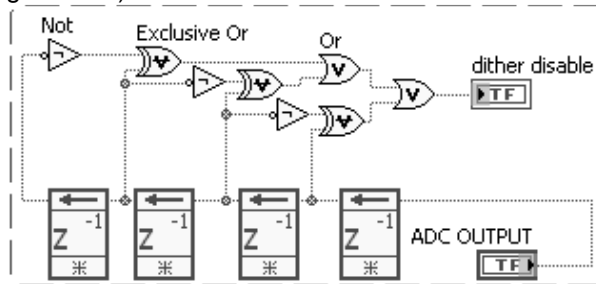 Not
Exclusive Or
Or
dither disable
TF
Z -1
Z -1
Z -1
Z -1
ADC OUTPUT
TF